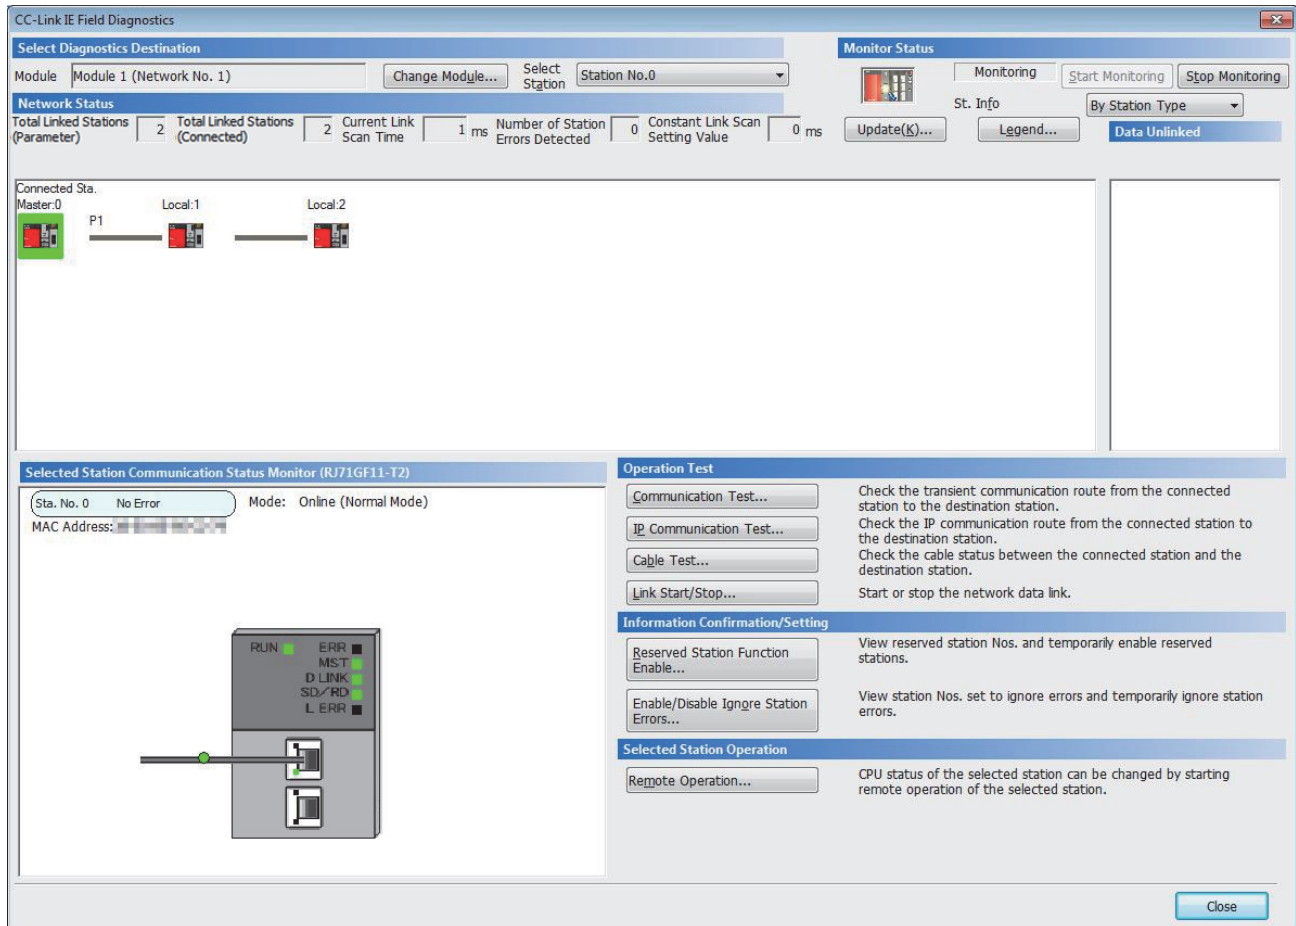 CC-Link IE Field Diagnostics
Select Diagnostics Destination
Module Module 1 (Network No. 1) Change Module... Select Station Station No.0
Monitor Status
Monitoring Start Monitoring Stop Monitoring
St. Info By Station Type
Update(K)... Legend... Data Unlinked
Network Status
Total Linked Stations (Parameter) 2 Total Linked Stations (Connected) 2 Current Link Scan Time 1 ms Number of Station Errors Detected 0 Constant Link Scan Setting Value 0 ms
Connected Sta.
Master:0 Local:1 Local:2
P1
Selected Station Communication Status Monitor (RJ71GF11-T2)
Sta. No. 0 No Error Mode: Online (Normal Mode)
MAC Address:
RUN ERR
MST
D LINK
SD/RD
L ERR
Operation Test
Communication Test... Check the transient communication route from the connected
station to the destination station.
IP Communication Test... Check the IP communication route from the connected station to
the destination station.
Cable Test... Check the cable status between the connected station and the
destination station.
Link Start/Stop... Start or stop the network data link.
Information Confirmation/Setting
Reserved Station Function
Enable...
View reserved station Nos. and temporarily enable reserved
stations.
Enable/Disable Ignore Station
Errors...
View station Nos. set to ignore errors and temporarily ignore station
errors.
Selected Station Operation
Remote Operation... CPU status of the selected station can be changed by starting
remote operation of the selected station.
Close